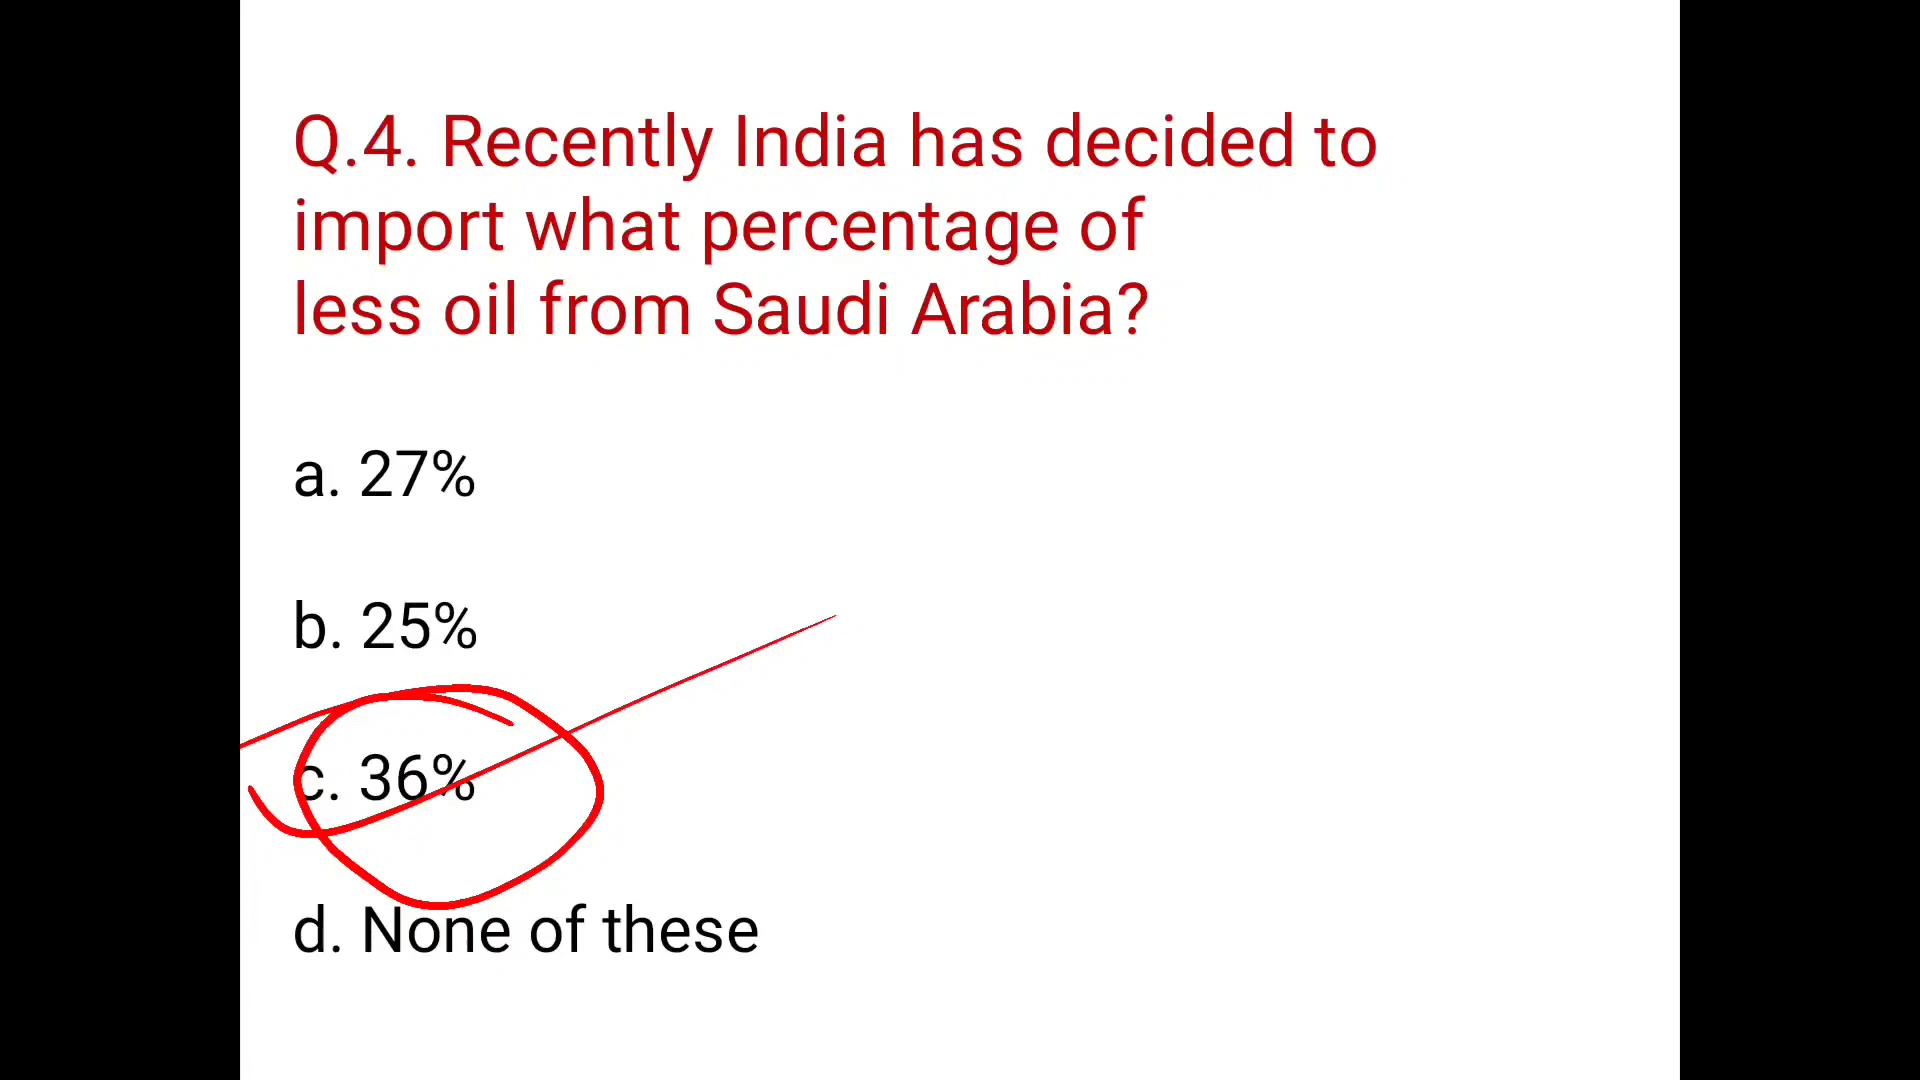 Q.4. Recently India has decided to
import what percentage of
less oil from Saudi Arabia?
a. 27%
b. 25%
c. 36%
d. None of these